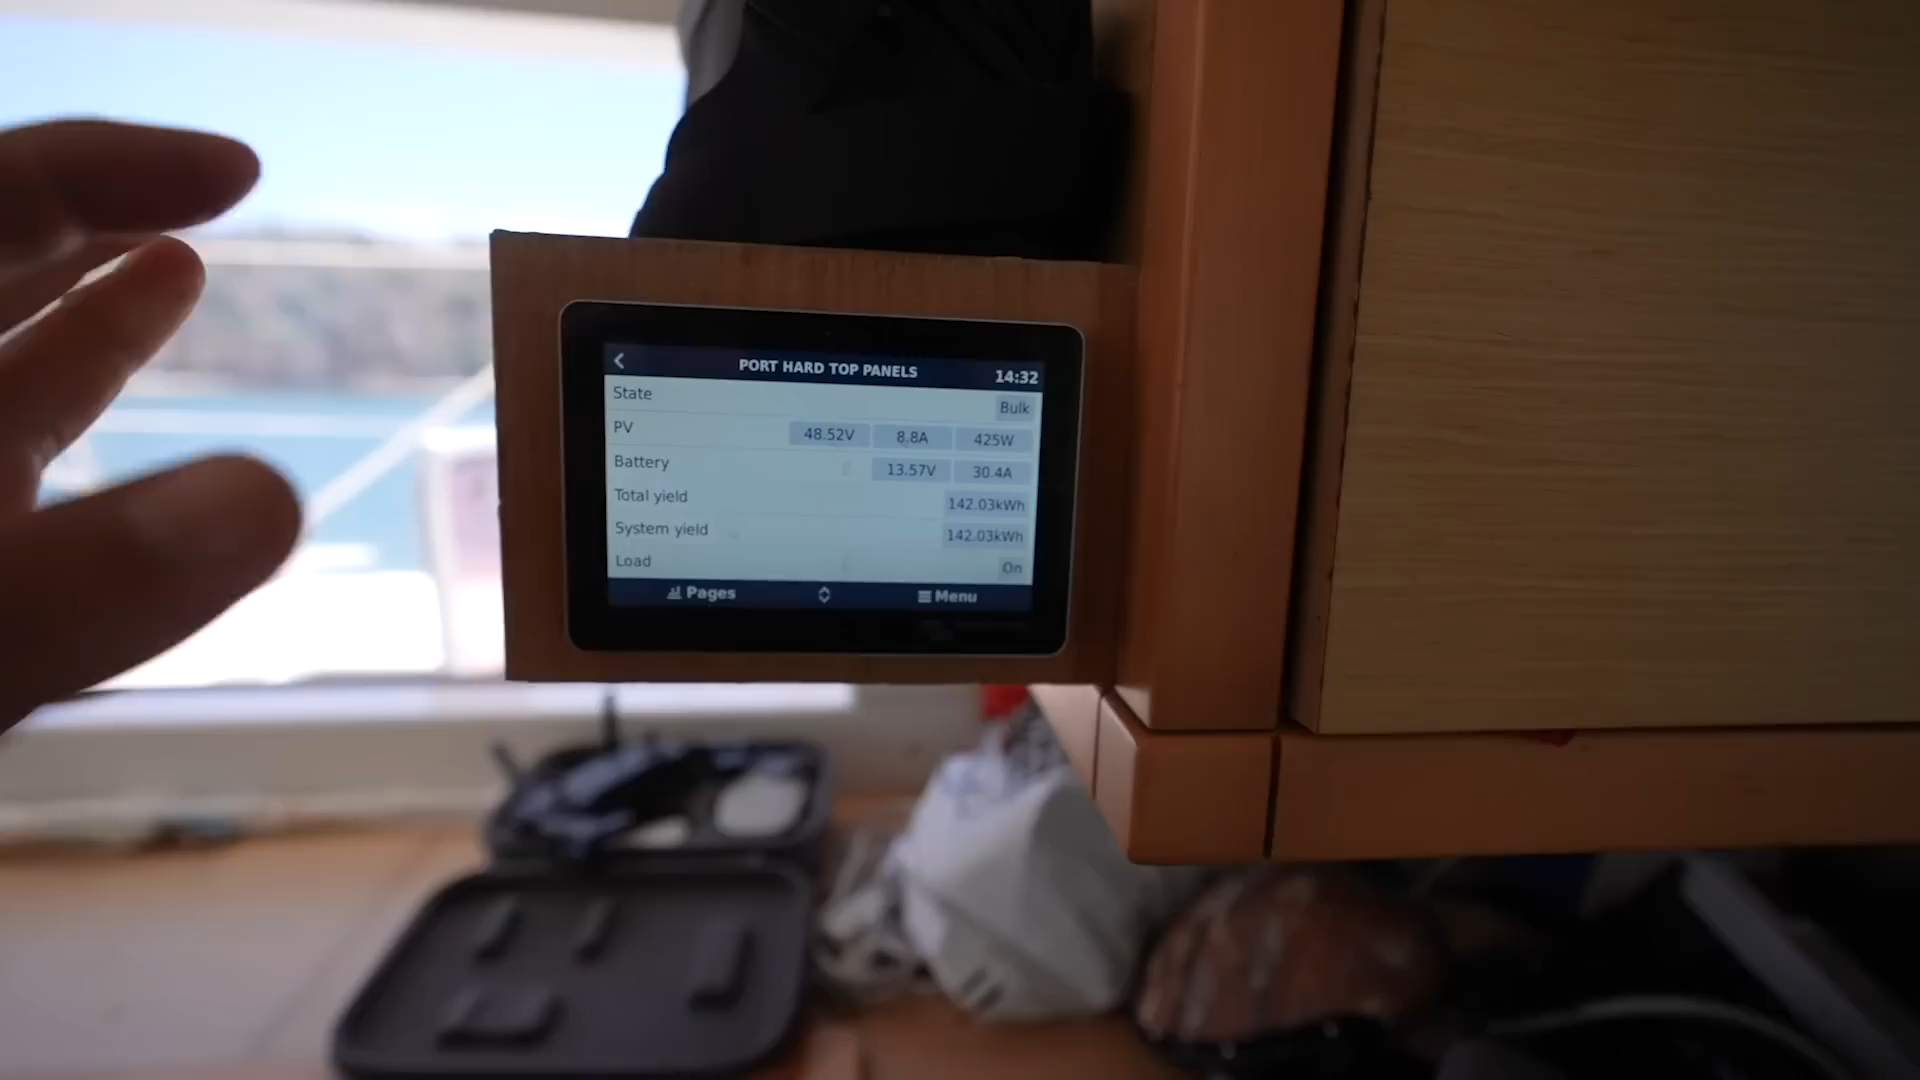 PORT HARD TOP PANELS 14:32
State Bulk
PV 48.52V 8.8A 425W
Battery 13.57V 30.4A
Total yield 142.03kWh
System yield 142.03kWh
Load On
Pages Menu